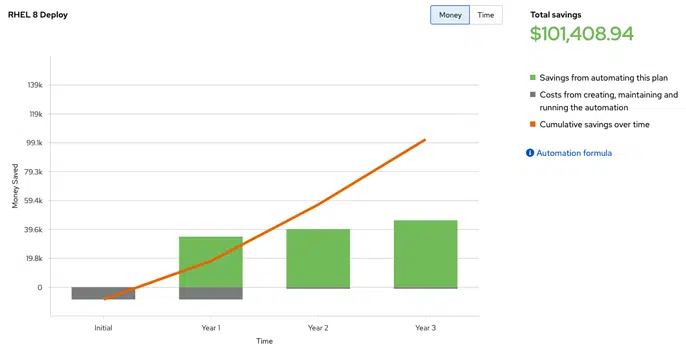 RHEL 8 Deploy
Money
Time
Total savings
$101,408.94
Savings from automating this plan
Costs from creating, maintaining and
running the automation
Cumulative savings over time
Automation formula
Money Saved
139k
119k
99.1k
79.3k
59.4k
39.6k
19.8k
0
Initial
Year 1
Year 2
Year 3
Time